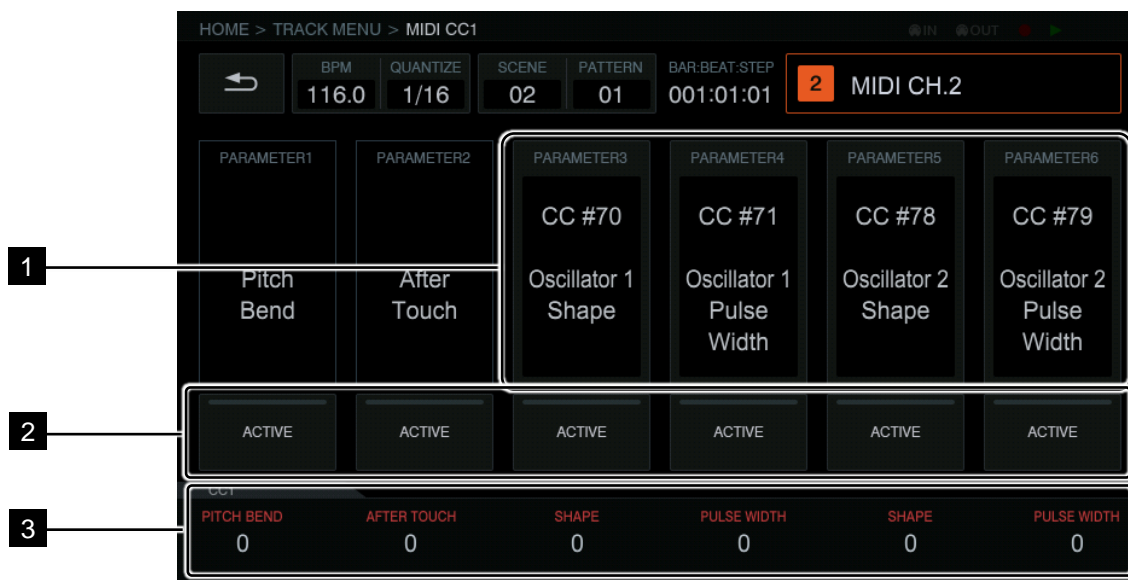 HOME > TRACK MENU > MIDI CC1
IN OUT
BPM QUANTIZE SCENE PATTERN BAR:BEAT:STEP
116.0 1/16 02 01 001:01:01
2 MIDI CH.2
PARAMETER1 PARAMETER2 PARAMETER3 PARAMETER4 PARAMETER5 PARAMETER6
CC #70 CC #71 CC #78 CC #79
1
Pitch After Oscillator 1 Oscillator 1 Oscillator 2 Oscillator 2
Bend Touch Shape Pulse Shape Pulse
Width Width
2
ACTIVE ACTIVE ACTIVE ACTIVE ACTIVE ACTIVE
CC1
3
PITCH BEND AFTER TOUCH SHAPE PULSE WIDTH SHAPE PULSE WIDTH
0 0 0 0 0 0